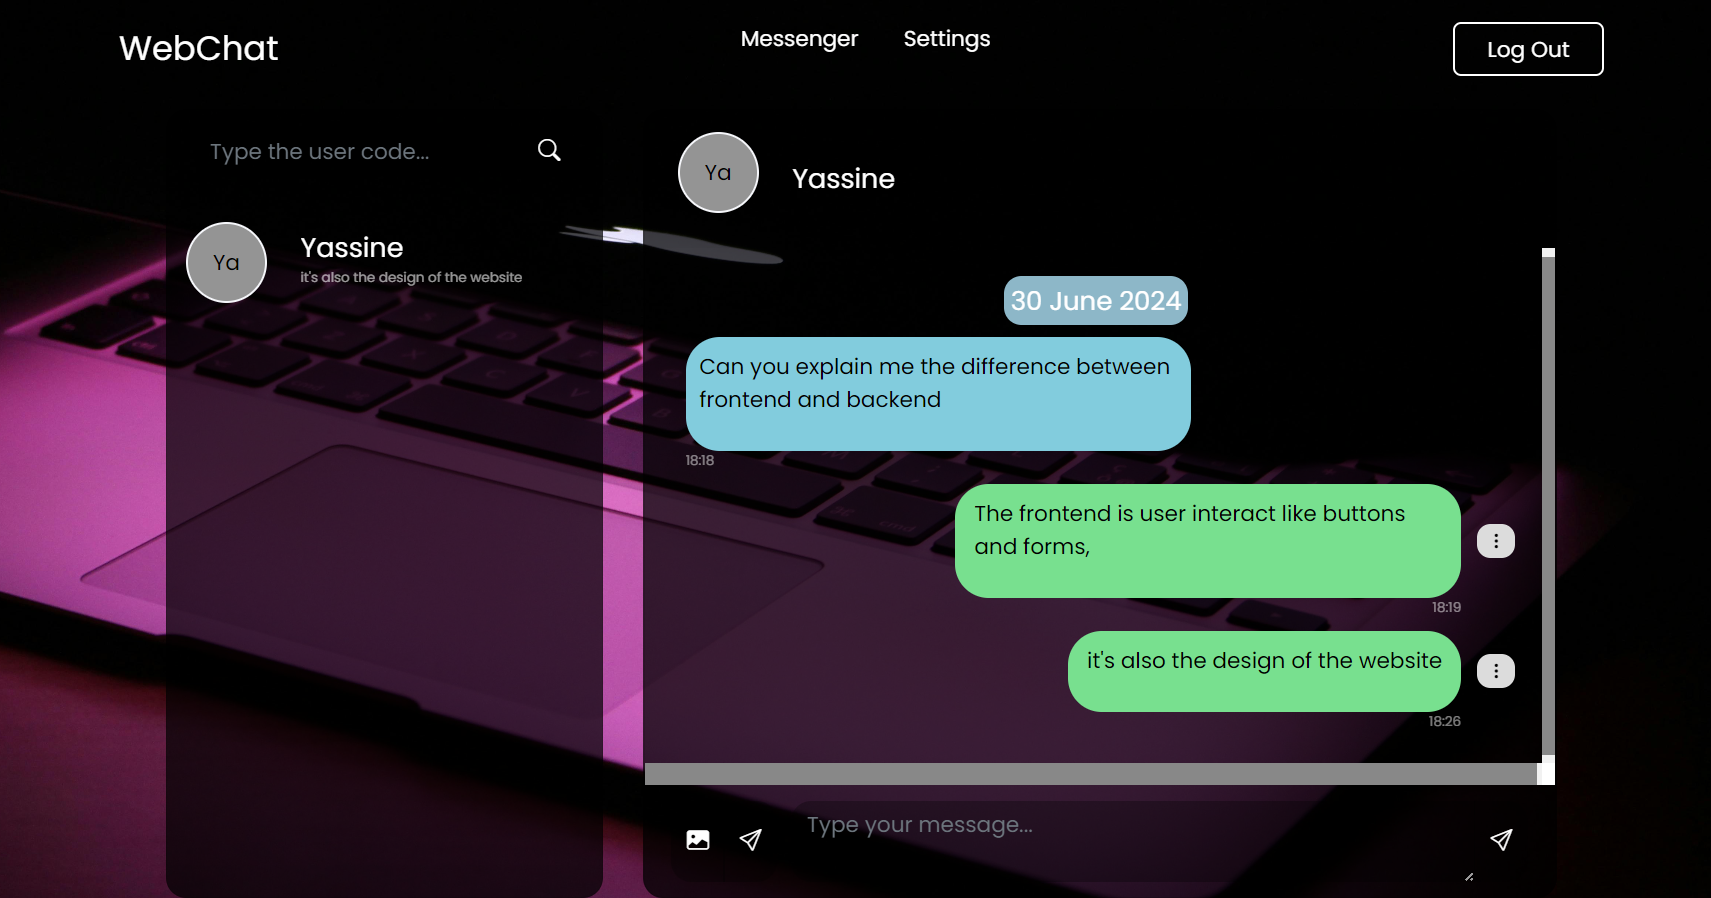 WebChat
Messenger
Settings
Log Out
Type the user code...
Ya
Yassine
it's also the design of the website
Ya
Yassine
30 June 2024
Can you explain me the difference between
frontend and backend
18:18
The frontend is user interact like buttons
and forms,
18:19
it's also the design of the website
18:26
Type your message...